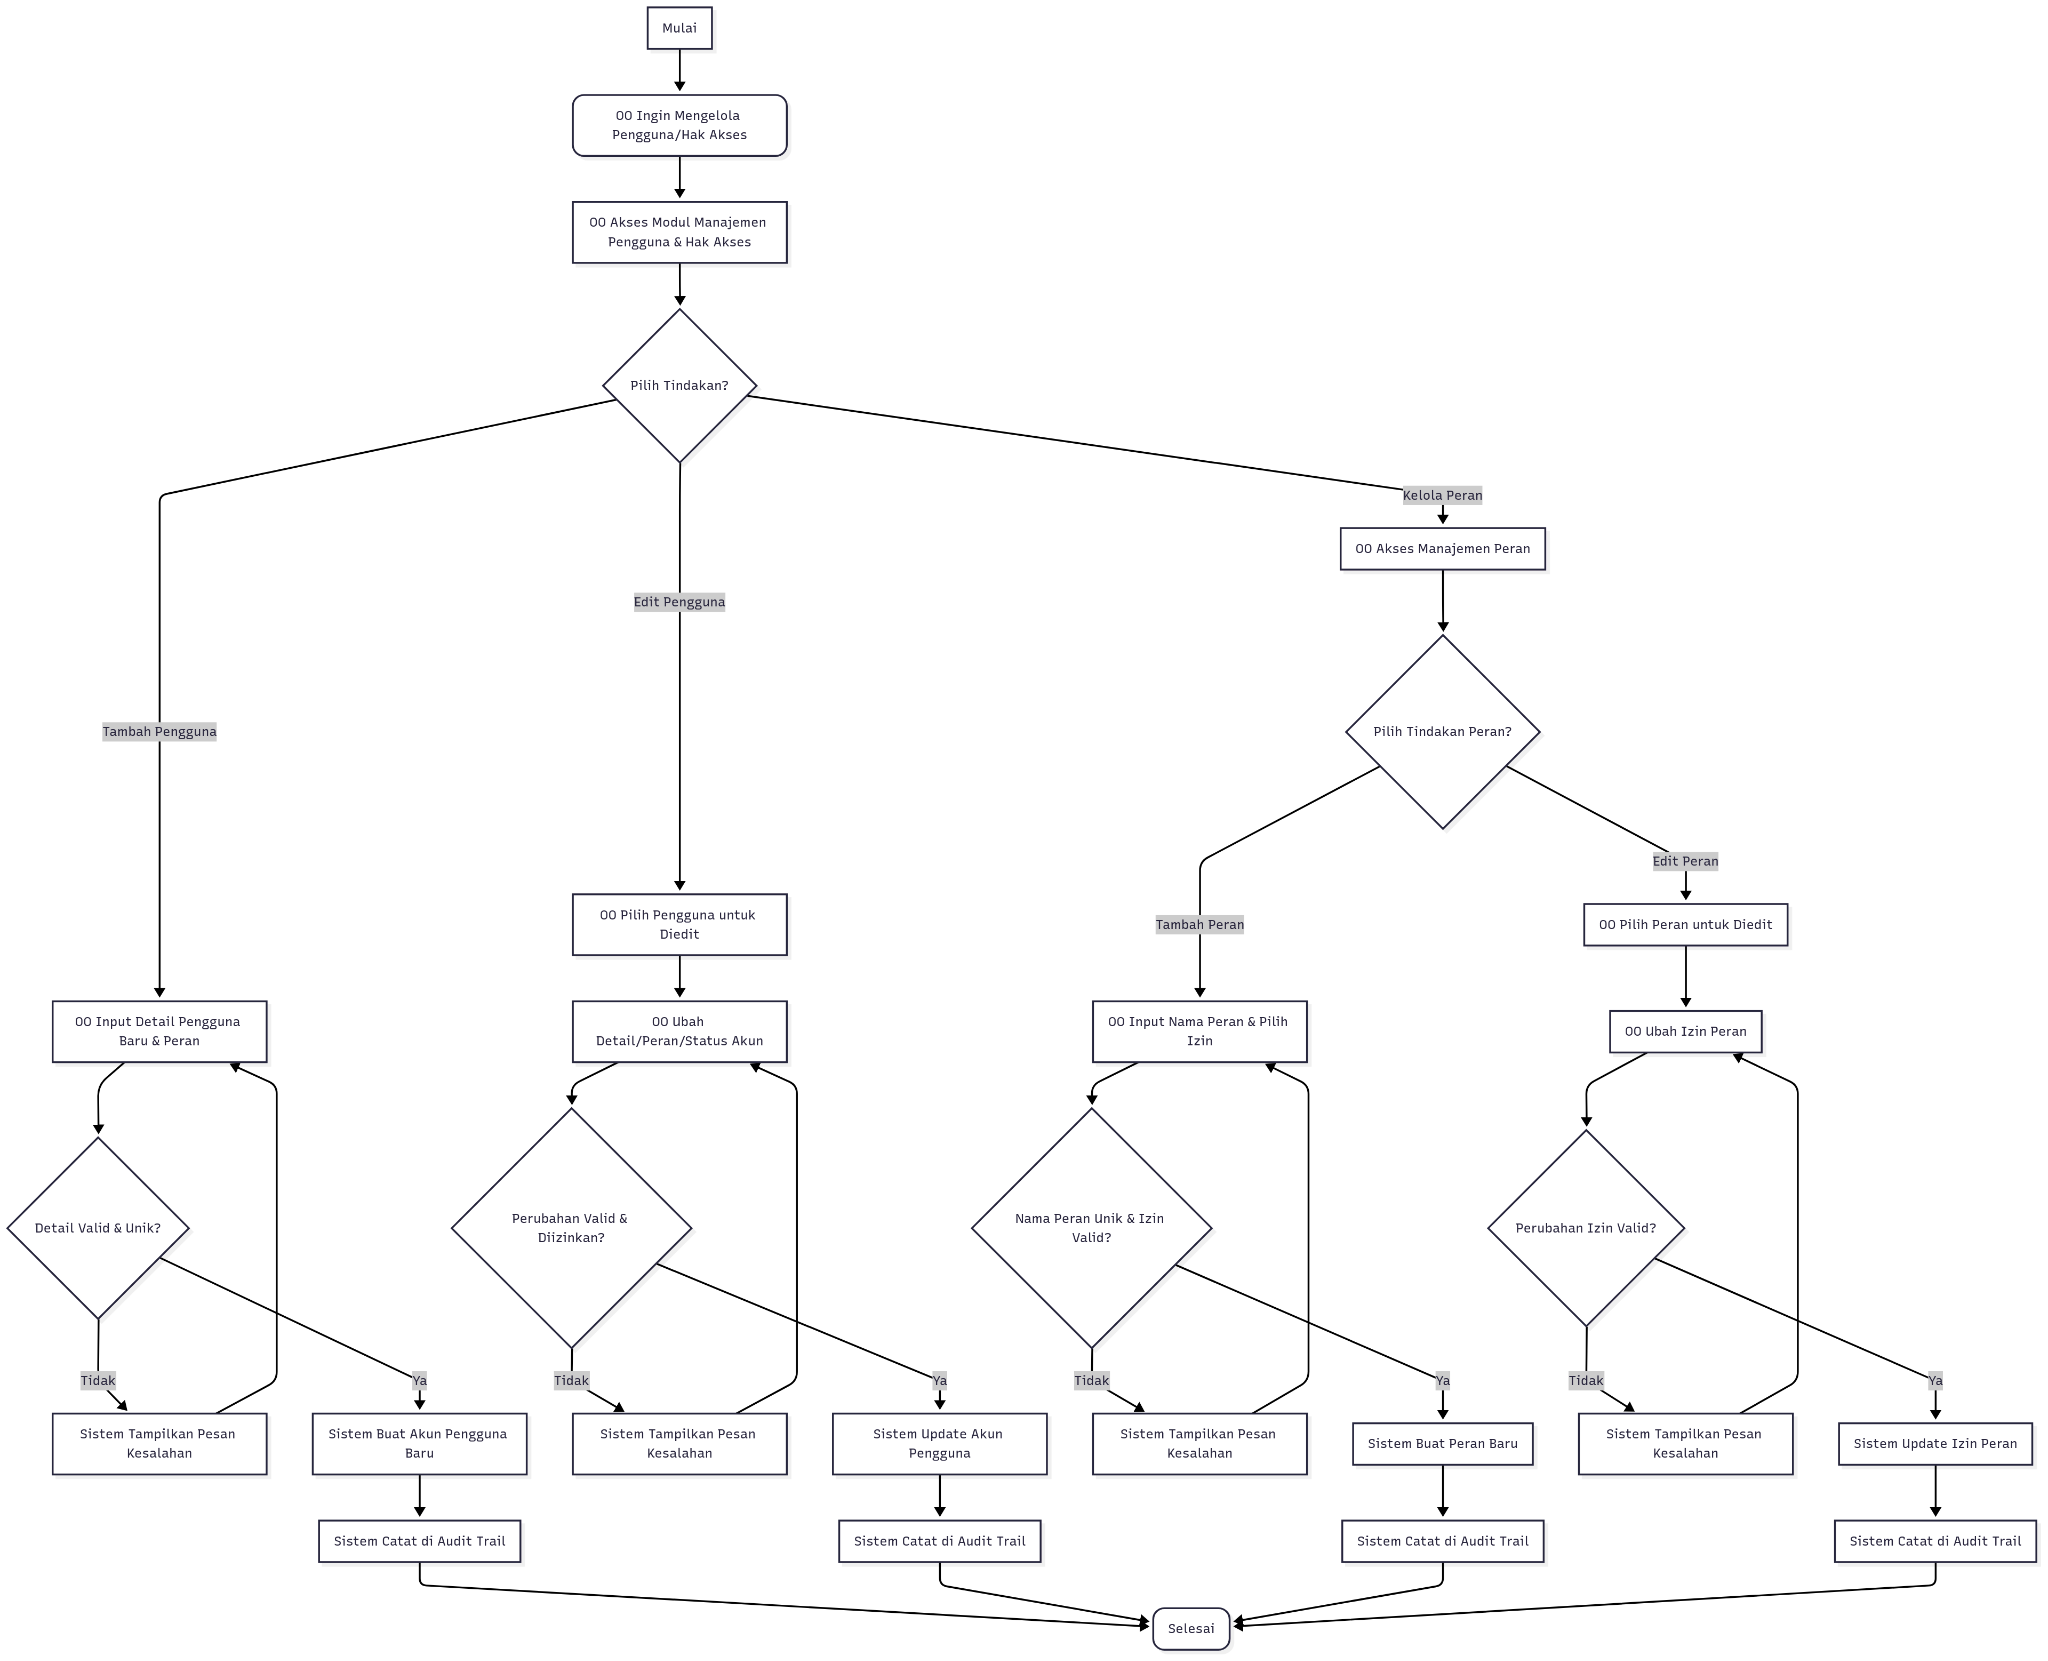 Mulai
OO Ingin Mengelola
Pengguna/Hak Akses
OO Akses Modul Manajemen
Pengguna & Hak Akses
Pilih Tindakan?
Kelola Peran
OO Akses Manajemen Peran
Edit Pengguna
Tambah Pengguna
Pilih Tindakan Peran?
Edit Peran
OO Pilih Pengguna untuk
Diedit
Tambah Peran
OO Pilih Peran untuk Diedit
OO Input Detail Pengguna
Baru & Peran
OO Ubah
Detail/Peran/Status Akun
OO Input Nama Peran & Pilih
Izin
OO Ubah Izin Peran
Detail Valid & Unik?
Perubahan Valid &
Diizinkan?
Nama Peran Unik & Izin
Valid?
Perubahan Izin Valid?
Tidak
Ya
Tidak
Ya
Tidak
Ya
Tidak
Ya
Sistem Tampilkan Pesan
Kesalahan
Sistem Buat Akun Pengguna
Baru
Sistem Tampilkan Pesan
Kesalahan
Sistem Update Akun
Pengguna
Sistem Tampilkan Pesan
Kesalahan
Sistem Buat Peran Baru
Sistem Tampilkan Pesan
Kesalahan
Sistem Update Izin Peran
Sistem Catat di Audit Trail
Sistem Catat di Audit Trail
Sistem Catat di Audit Trail
Sistem Catat di Audit Trail
Selesai